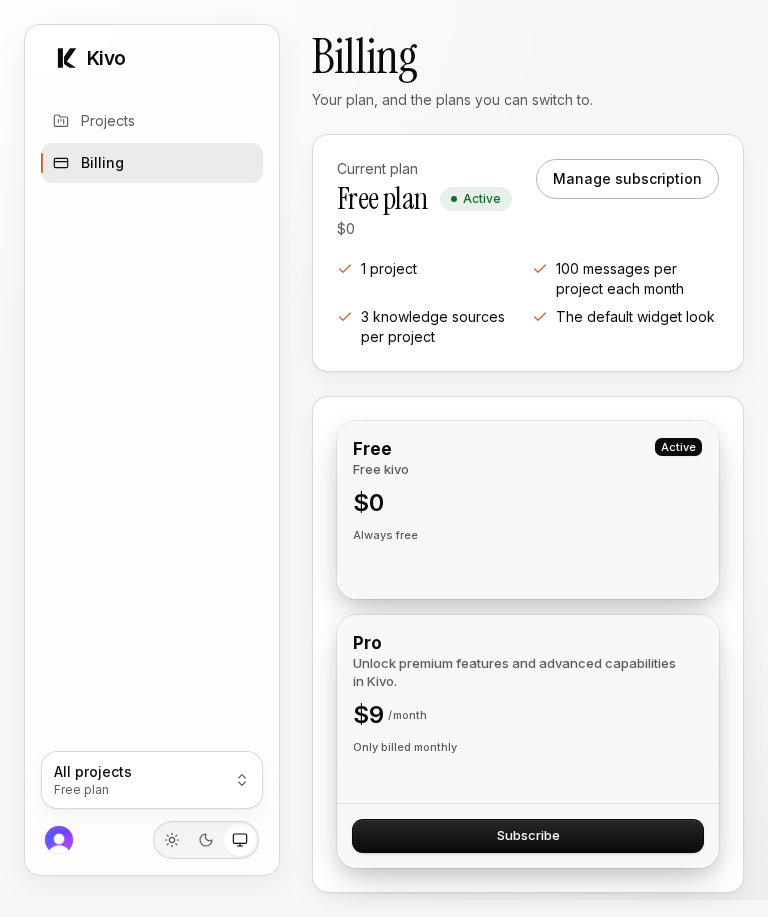 Kivo
Projects
Billing
All projects
Free plan
Billing
Your plan, and the plans you can switch to.
Current plan
Free plan
Active
$0
Manage subscription
1 project
100 messages per
project each month
3 knowledge sources
per project
The default widget look
Free
Active
Free kivo
$0
Always free
Pro
Unlock premium features and advanced capabilities
in Kivo.
$9 /month
Only billed monthly
Subscribe